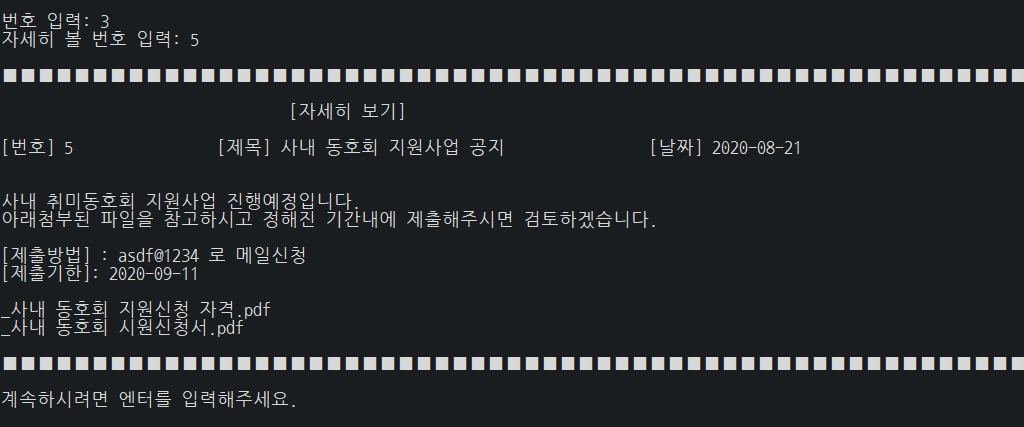 번호 입력: 3
자세히 볼 번호 입력: 5
■■■■■■■■■■■■■■■■■■■■■■■■■■■■■■■■■■■■■■■■■■■■■■■■■■■■■■■■■
[자세히 보기]
[번호] 5 [제목] 사내 동호회 지원사업 공지 [날짜] 2020-08-21
사내 취미동호회 지원사업 진행예정입니다.
아래첨부된 파일을 참고하시고 정해진 기간내에 제출해주시면 검토하겠습니다.
[제출방법] : asdf@1234 로 메일신청
[제출기한]: 2020-09-11
_사내 동호회 지원신청 자격.pdf
_사내 동호회 시원신청서.pdf
■■■■■■■■■■■■■■■■■■■■■■■■■■■■■■■■■■■■■■■■■■■■■■■■■■■■■■■■■
계속하시려면 엔터를 입력해주세요.